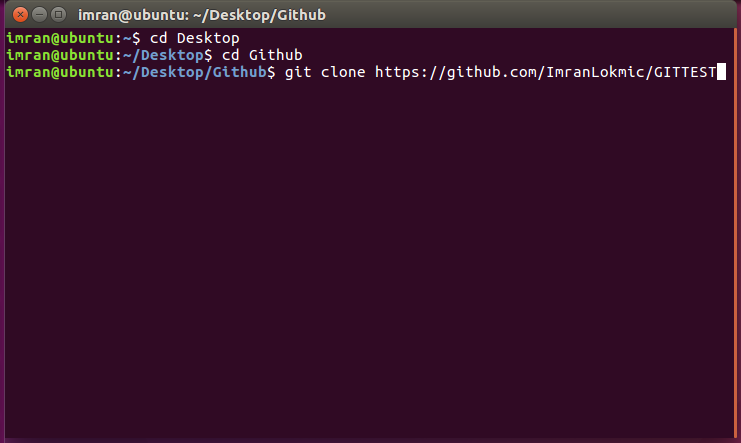 imran@ubuntu: ~/Desktop/Github
imran@ubuntu:~$ cd Desktop
imran@ubuntu:~/Desktop$ cd Github
imran@ubuntu:~/Desktop/Github$ git clone https://github.com/ImranLokmic/GITTEST